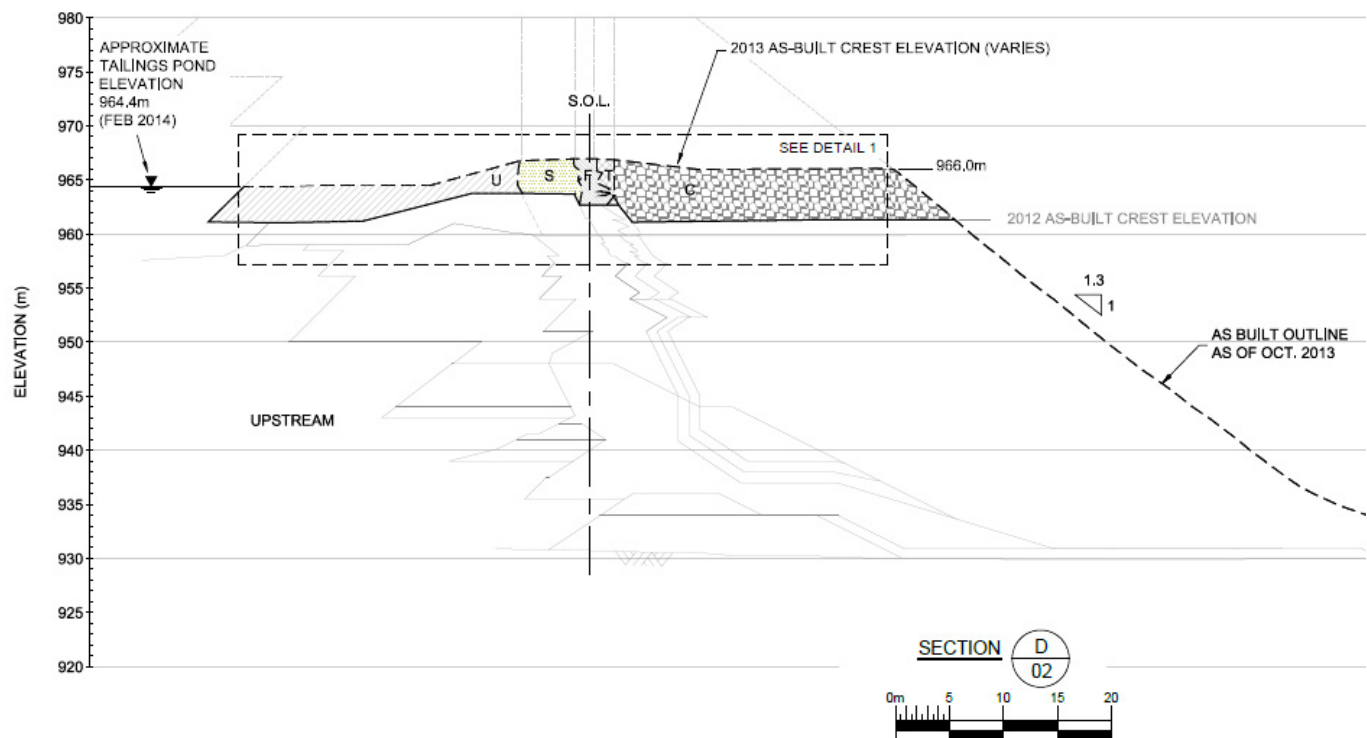 980
975
970
965
960
955
950
945
940
935
930
925
920
ELEVATION (m)
APPROXIMATE
TAILINGS POND
ELEVATION
964.4m
(FEB 2014)
2013 AS-BUILT CREST ELEVATION (VARIES)
S.O.L.
SEE DETAIL 1
966.0m
U
S
F
T
C
2012 AS-BUILT CREST ELEVATION
1.3
1
AS BUILT OUTLINE
AS OF OCT. 2013
UPSTREAM
SECTION
D
02
0m
5
10
15
20